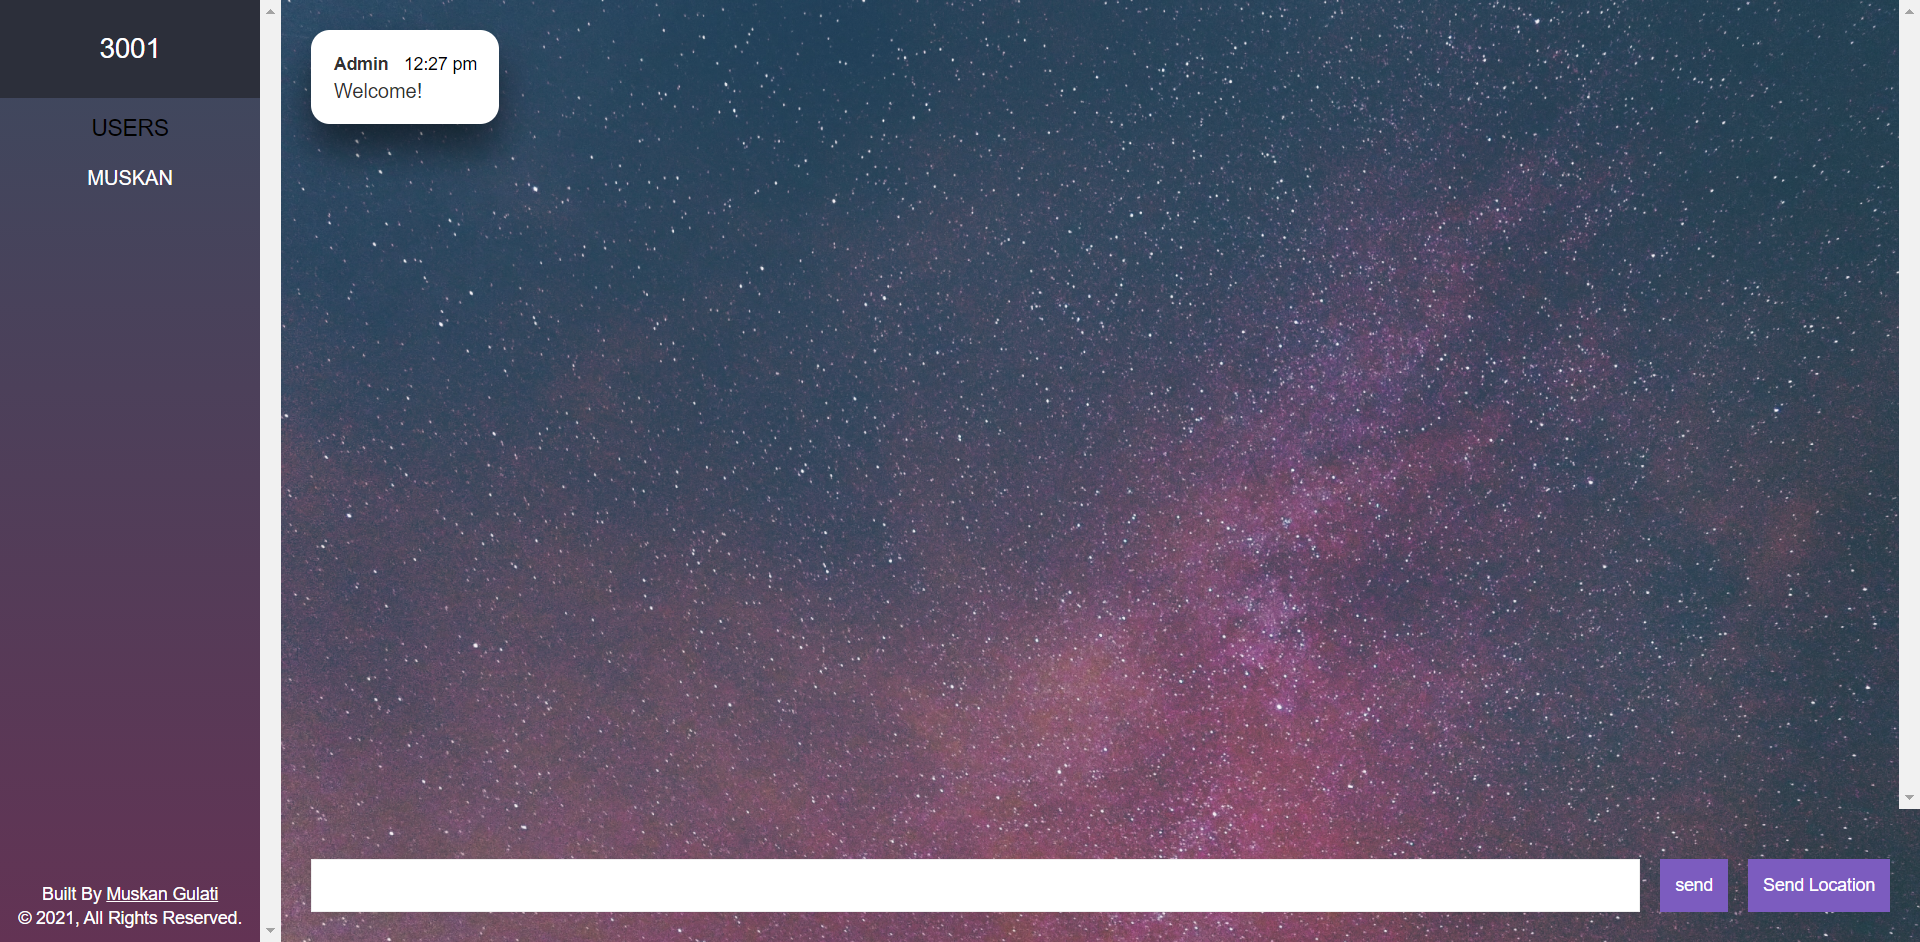 3001
USERS
MUSKAN
Built By Muskan Gulati
© 2021, All Rights Reserved.
Admin 12:27 pm
Welcome!
send
Send Location